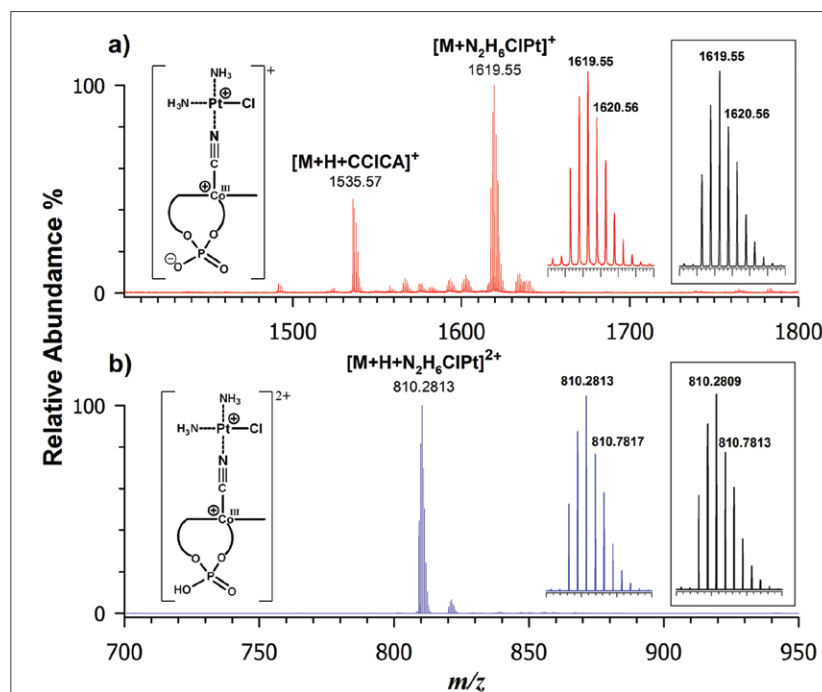 a)
[M+N₂H₆ClPt]⁺
1619.55
[M+H+CClCA]⁺
1535.57
1619.55
1620.56
1619.55
1620.56
+
NH₃
H₃N
Pt
⊕
Cl
N
C
⊕
Co
III
O
O
P
⊖
O
O
100
50
0
1500
1600
1700
1800
b)
[M+H+N₂H₆ClPt]²⁺
810.2813
810.2813
810.7817
810.2809
810.7813
2+
NH₃
H₃N
Pt
⊕
Cl
N
C
⊕
Co
III
O
O
P
HO
O
100
50
0
700
750
800
850
900
950
m/z
Relative Abundamce %